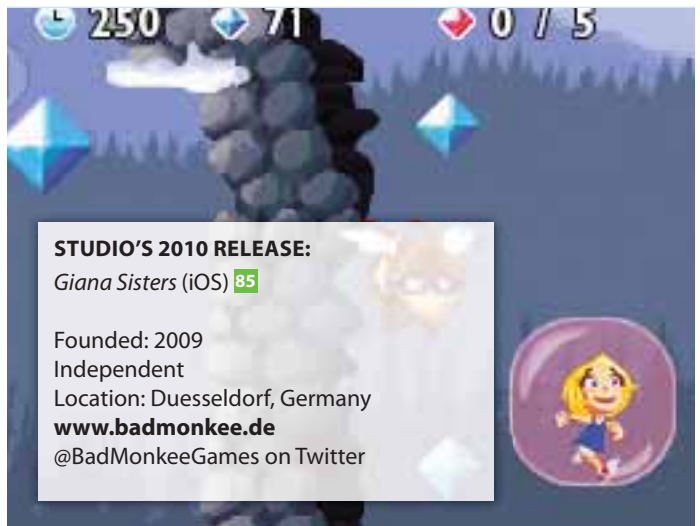 250 71 0 / 5
STUDIO'S 2010 RELEASE:
Giana Sisters (iOS) 85
Founded: 2009
Independent
Location: Duesseldorf, Germany
www.badmonkee.de
@BadMonkeeGames on Twitter